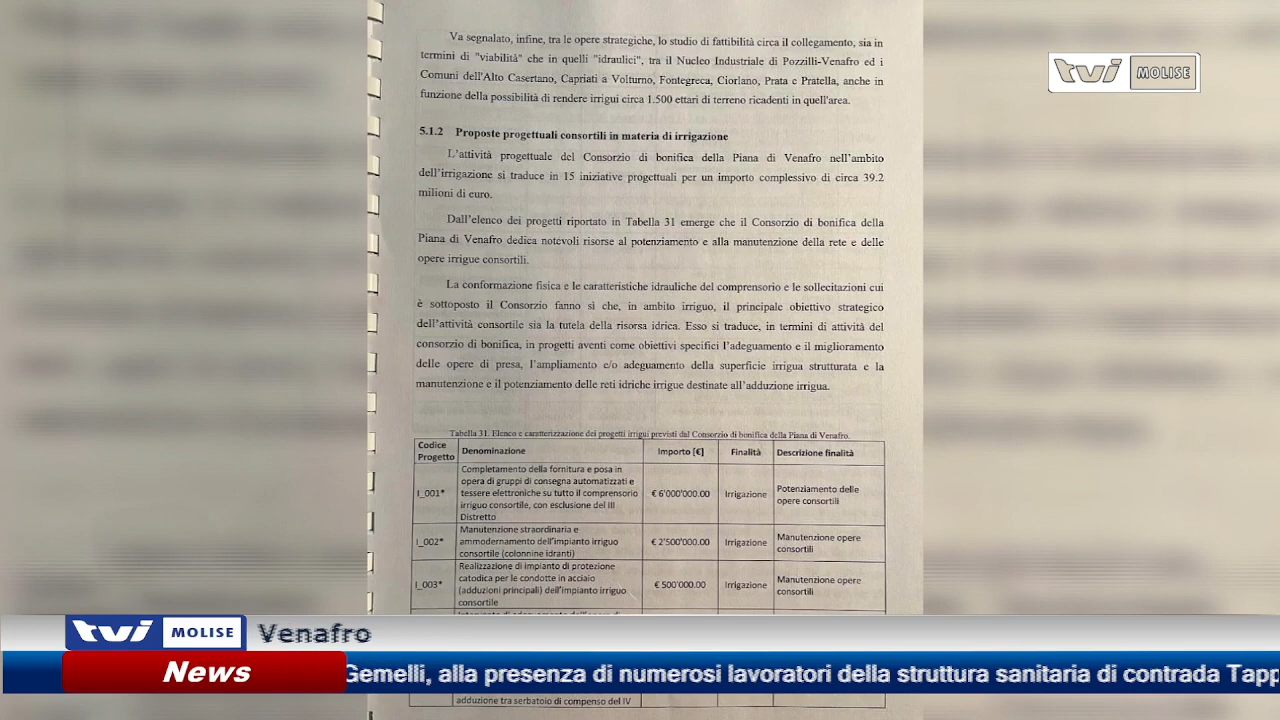 Va segnalato, infine, tra le opere strategiche, lo studio di fattibilità circa il collegamento, sia in
termini di "viabilità" che in quelli "idraulici", tra il Nucleo Industriale di Pozzilli-Venafro ed i
Comuni dell'Alto Casertano, Capriati a Volturno, Fontegreca, Ciorlano, Prata e Pratella, anche in
funzione della possibilità di rendere irrigui circa 1.500 ettari di terreno ricadenti in quell'area.
tvi MOLISE
5.1.2 Proposte progettuali consortili in materia di irrigazione
L'attività progettuale del Consorzio di bonifica della Piana di Venafro nell'ambito
dell'irrigazione si traduce in 15 iniziative progettuali per un importo complessivo di circa 39.2
milioni di euro.
Dall'elenco dei progetti riportato in Tabella 31 emerge che il Consorzio di bonifica della
Piana di Venafro dedica notevoli risorse al potenziamento e alla manutenzione della rete e delle
opere irrigue consortili.
La conformazione fisica e le caratteristiche idrauliche del comprensorio e le sollecitazioni cui
è sottoposto il Consorzio fanno sì che, in ambito irriguo, il principale obiettivo strategico
dell'attività consortile sia la tutela della risorsa idrica. Esso si traduce, in termini di attività del
consorzio di bonifica, in progetti aventi come obiettivi specifici l'adeguamento e il miglioramento
delle opere di presa, l'ampliamento e/o adeguamento della superficie irrigua strutturata e la
manutenzione e il potenziamento delle reti idriche irrigue destinate all'adduzione irrigua.
Tabella 31. Elenco e caratterizzazione dei progetti irrigui previsti dal Consorzio di bonifica della Piana di Venafro.
Codice Progetto Denominazione Importo [€] Finalità Descrizione finalità
I_001* Completamento della fornitura e posa in
opera di gruppi di consegna automatizzati e
tessere elettroniche su tutto il comprensorio
irriguo consortile, con esclusione del III
Distretto
€ 6'000'000.00 Irrigazione Potenziamento delle
opere consortili
I_002* Manutenzione straordinaria e
ammodernamento dell'impianto irriguo
consortile (colonnine idranti)
€ 2'500'000.00 Irrigazione Manutenzione opere
consortili
I_003* Realizzazione di impianto di protezione
catodica per le condotte in acciaio
(adduzioni principali) dell'impianto irriguo
consortile
€ 500'000.00 Irrigazione Manutenzione opere
consortili
tvi MOLISE Venafro
News Gemelli, alla presenza di numerosi lavoratori della struttura sanitaria di contrada Tapp
adduzione tra serbatoio di compenso del IV